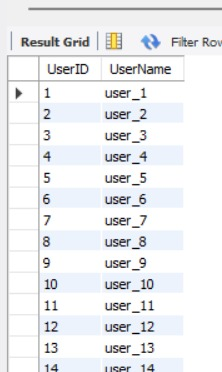 Result Grid Filter Row
UserID UserName
1 user_1
2 user_2
3 user_3
4 user_4
5 user_5
6 user_6
7 user_7
8 user_8
9 user_9
10 user_10
11 user_11
12 user_12
13 user_13
14 user_14